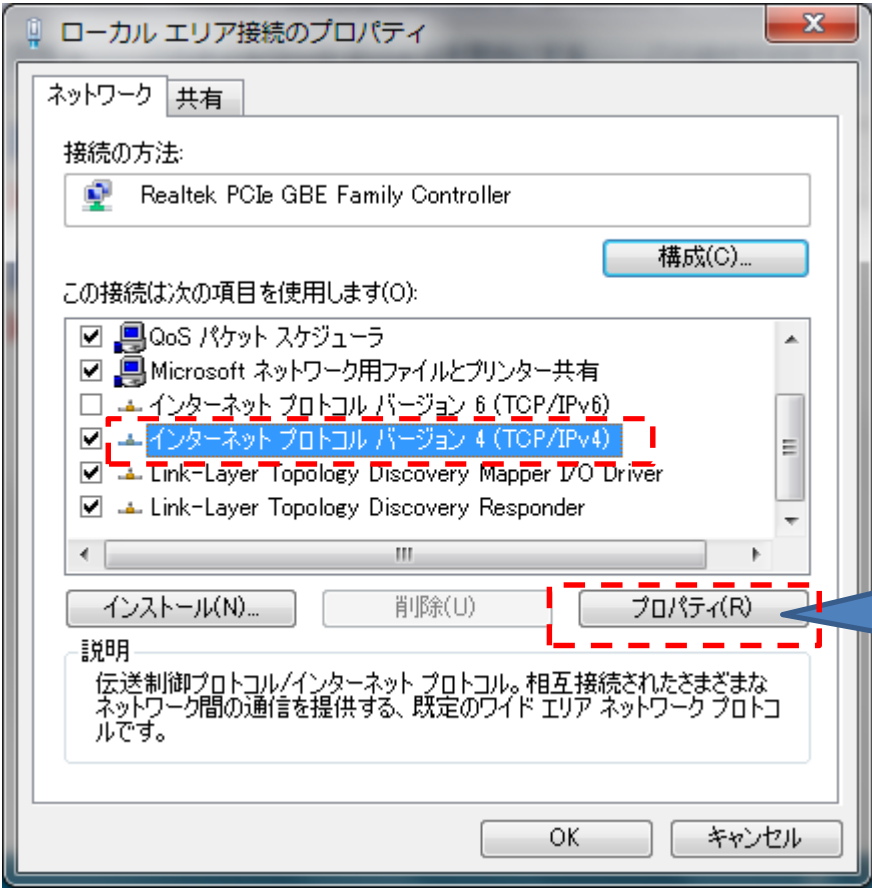 ローカル エリア接続のプロパティ
X
ネットワーク 共有
接続の方法:
Realtek PCIe GBE Family Controller
構成(C)...
この接続は次の項目を使用します(O):
QoS パケット スケジューラ
Microsoft ネットワーク用ファイルとプリンター共有
インターネット プロトコル バージョン 6 (TCP/IPv6)
インターネット プロトコル バージョン 4 (TCP/IPv4)
Link-Layer Topology Discovery Mapper I/O Driver
Link-Layer Topology Discovery Responder
インストール(N)... 削除(U) プロパティ(R)
説明
伝送制御プロトコル/インターネット プロトコル。相互接続されたさまざまな
ネットワーク間の通信を提供する、既定のワイド エリア ネットワーク プロトコ
ルです。
OK キャンセル